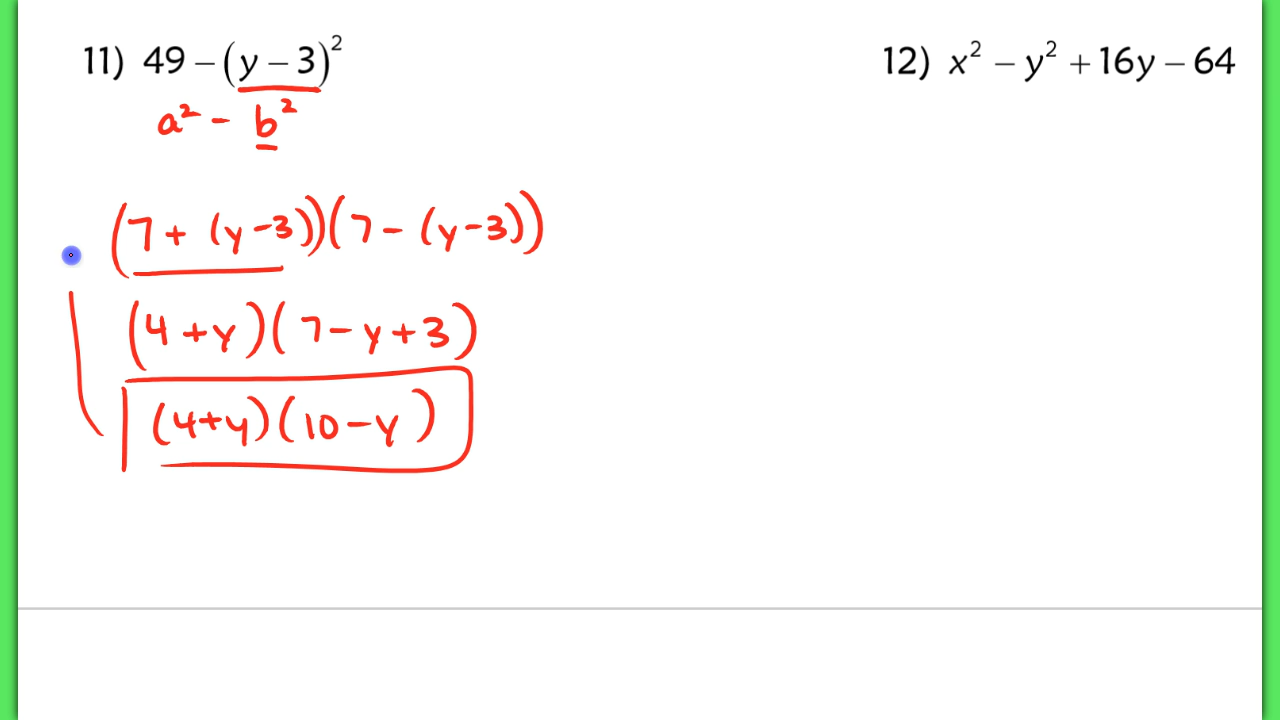 11) 49 − (y − 3)²
a² - b²
(7 + (y-3))(7 - (y-3))
(4 + y)(7 - y + 3)
(4+y)(10-y)
12) x² − y² + 16y − 64